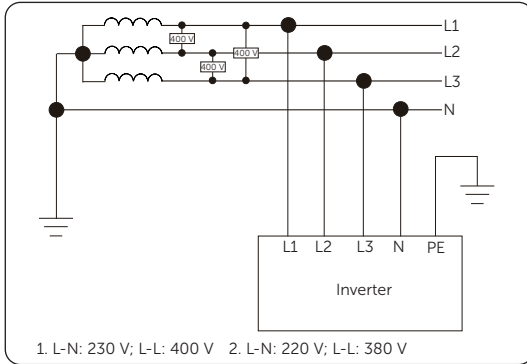 L1
400 V
L2
400 V
400 V
L3
N
L1 L2 L3 N PE
Inverter
1. L-N: 230 V; L-L: 400 V 2. L-N: 220 V; L-L: 380 V